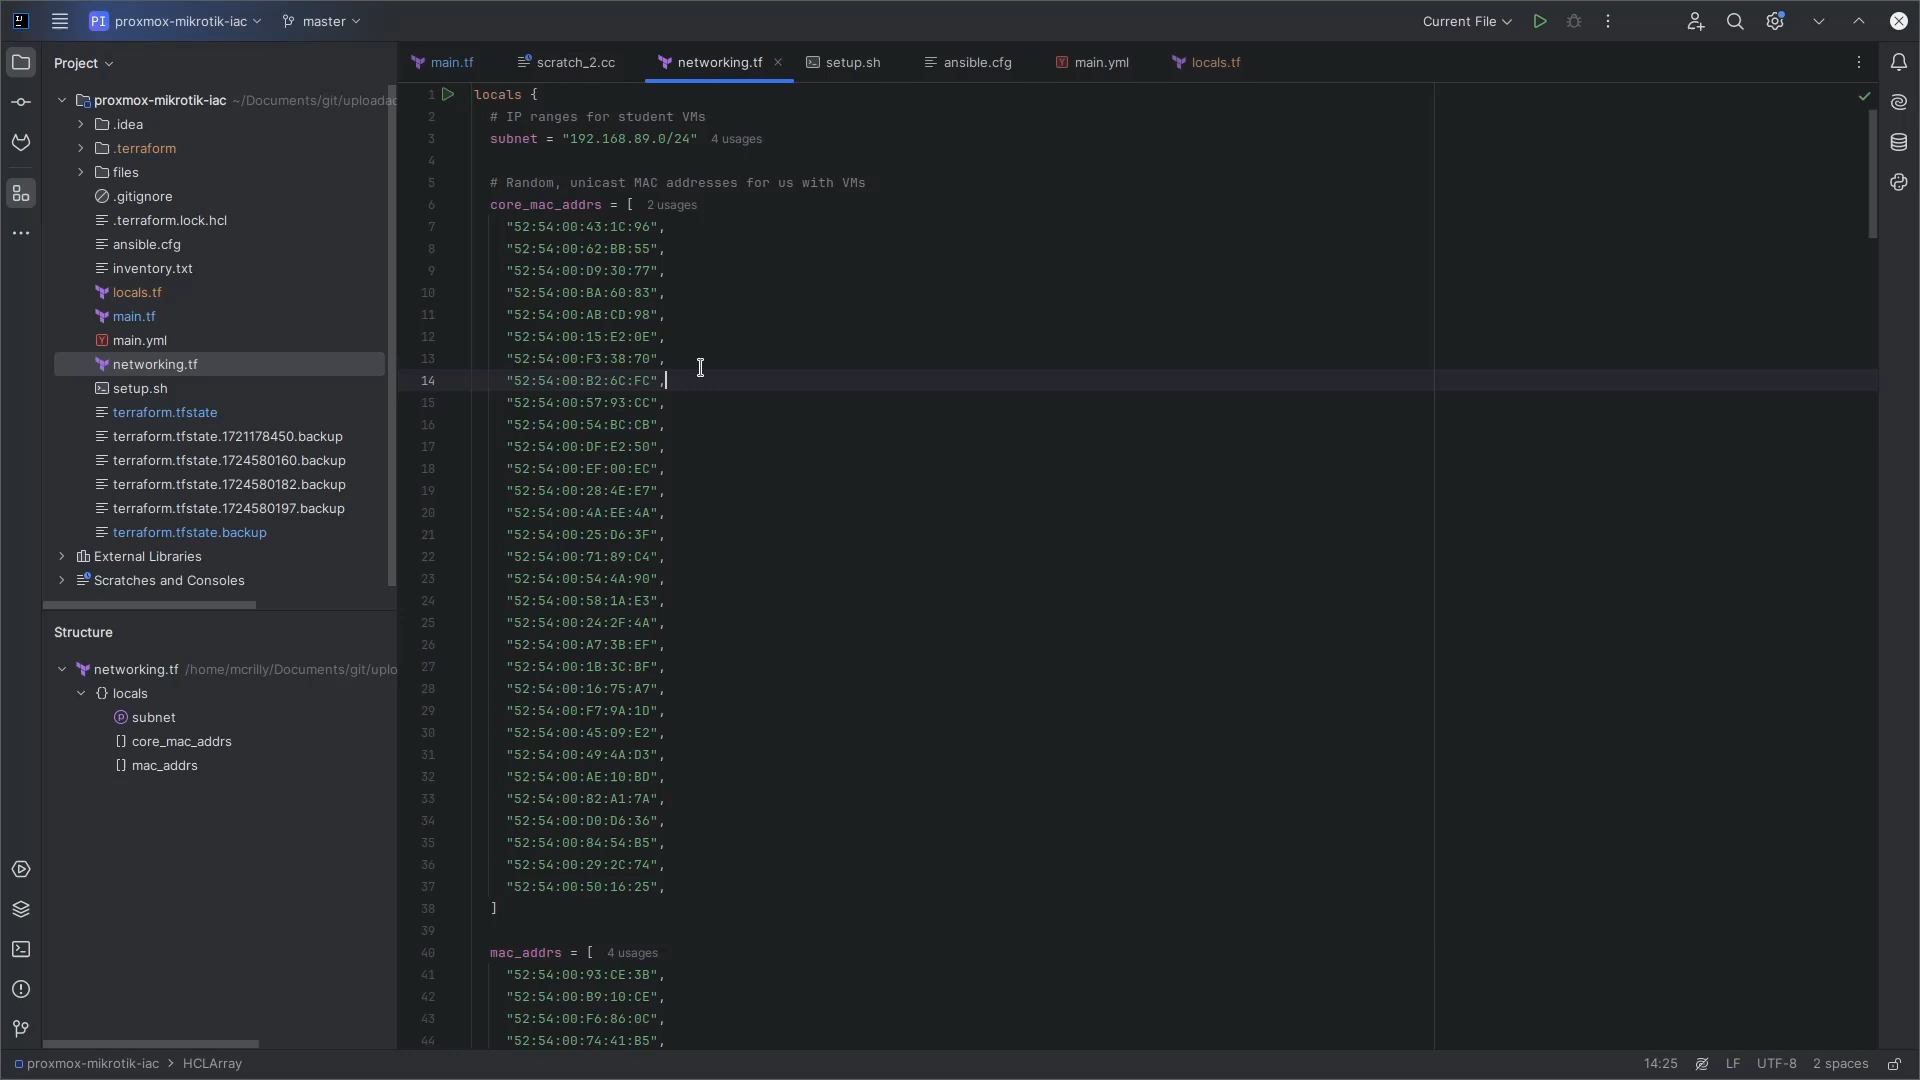 PI proxmox-mikrotik-iac master Current File
Project
proxmox-mikrotik-iac ~/Documents/git/uploadac
.idea
.terraform
files
.gitignore
.terraform.lock.hcl
ansible.cfg
inventory.txt
locals.tf
main.tf
main.yml
networking.tf
setup.sh
terraform.tfstate
terraform.tfstate.1721178450.backup
terraform.tfstate.1724580160.backup
terraform.tfstate.1724580182.backup
terraform.tfstate.1724580197.backup
terraform.tfstate.backup
External Libraries
Scratches and Consoles
Structure
networking.tf /home/mcrilly/Documents/git/uplo
locals
subnet
core_mac_addrs
mac_addrs
main.tf scratch_2.cc networking.tf setup.sh ansible.cfg main.yml locals.tf
1 locals {
2 # IP ranges for student VMs
3 subnet = "192.168.89.0/24" 4 usages
4
5 # Random, unicast MAC addresses for us with VMs
6 core_mac_addrs = [ 2 usages
7 "52:54:00:43:1C:96",
8 "52:54:00:62:BB:55",
9 "52:54:00:D9:30:77",
10 "52:54:00:BA:60:83",
11 "52:54:00:AB:CD:98",
12 "52:54:00:15:E2:0E",
13 "52:54:00:F3:38:70",
14 "52:54:00:B2:6C:FC",
15 "52:54:00:57:93:CC",
16 "52:54:00:54:BC:CB",
17 "52:54:00:DF:E2:50",
18 "52:54:00:EF:00:EC",
19 "52:54:00:28:4E:E7",
20 "52:54:00:4A:EE:4A",
21 "52:54:00:25:D6:3F",
22 "52:54:00:71:89:C4",
23 "52:54:00:54:4A:90",
24 "52:54:00:58:1A:E3",
25 "52:54:00:24:2F:4A",
26 "52:54:00:A7:3B:EF",
27 "52:54:00:1B:3C:BF",
28 "52:54:00:16:75:A7",
29 "52:54:00:F7:9A:1D",
30 "52:54:00:45:09:E2",
31 "52:54:00:49:4A:D3",
32 "52:54:00:AE:10:BD",
33 "52:54:00:82:A1:7A",
34 "52:54:00:D0:D6:36",
35 "52:54:00:84:54:B5",
36 "52:54:00:29:2C:74",
37 "52:54:00:50:16:25",
38 ]
39
40 mac_addrs = [ 4 usages
41 "52:54:00:93:CE:3B",
42 "52:54:00:B9:10:CE",
43 "52:54:00:F6:86:0C",
44 "52:54:00:74:41:B5",
proxmox-mikrotik-iac > HCLArray 14:25 LF UTF-8 2 spaces